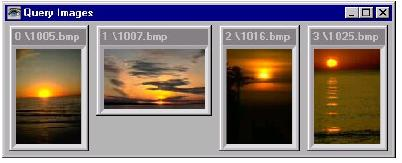 Query Images
0 \1005.bmp
1 \1007.bmp
2 \1016.bmp
3 \1025.bmp